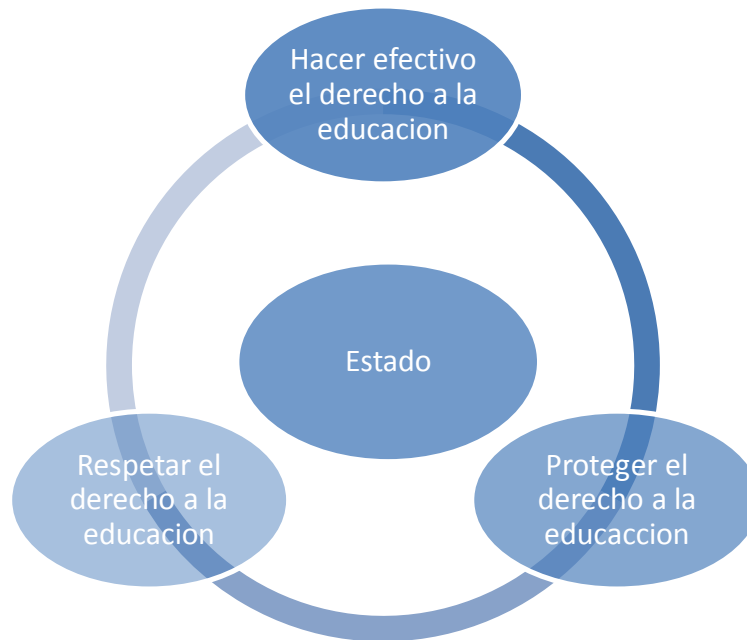 Hacer efectivo
el derecho a la
educacion
Estado
Respetar el
derecho a la
educacion
Proteger el
derecho a la
educaccion